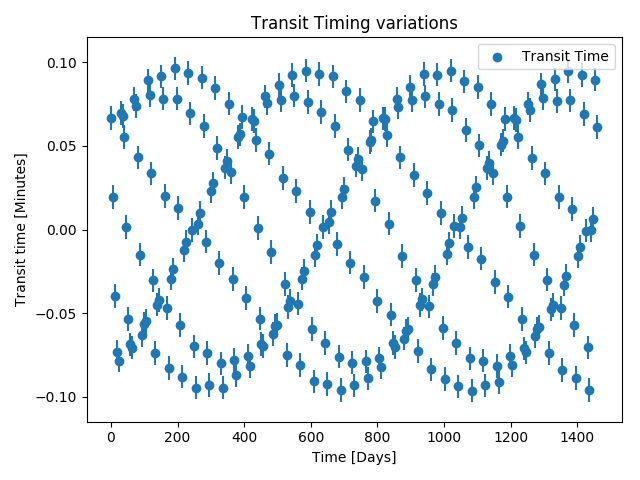 Transit Timing variations
Transit Time
0.10
0.05
0.00
−0.05
−0.10
Transit time [Minutes]
0 200 400 600 800 1000 1200 1400
Time [Days]